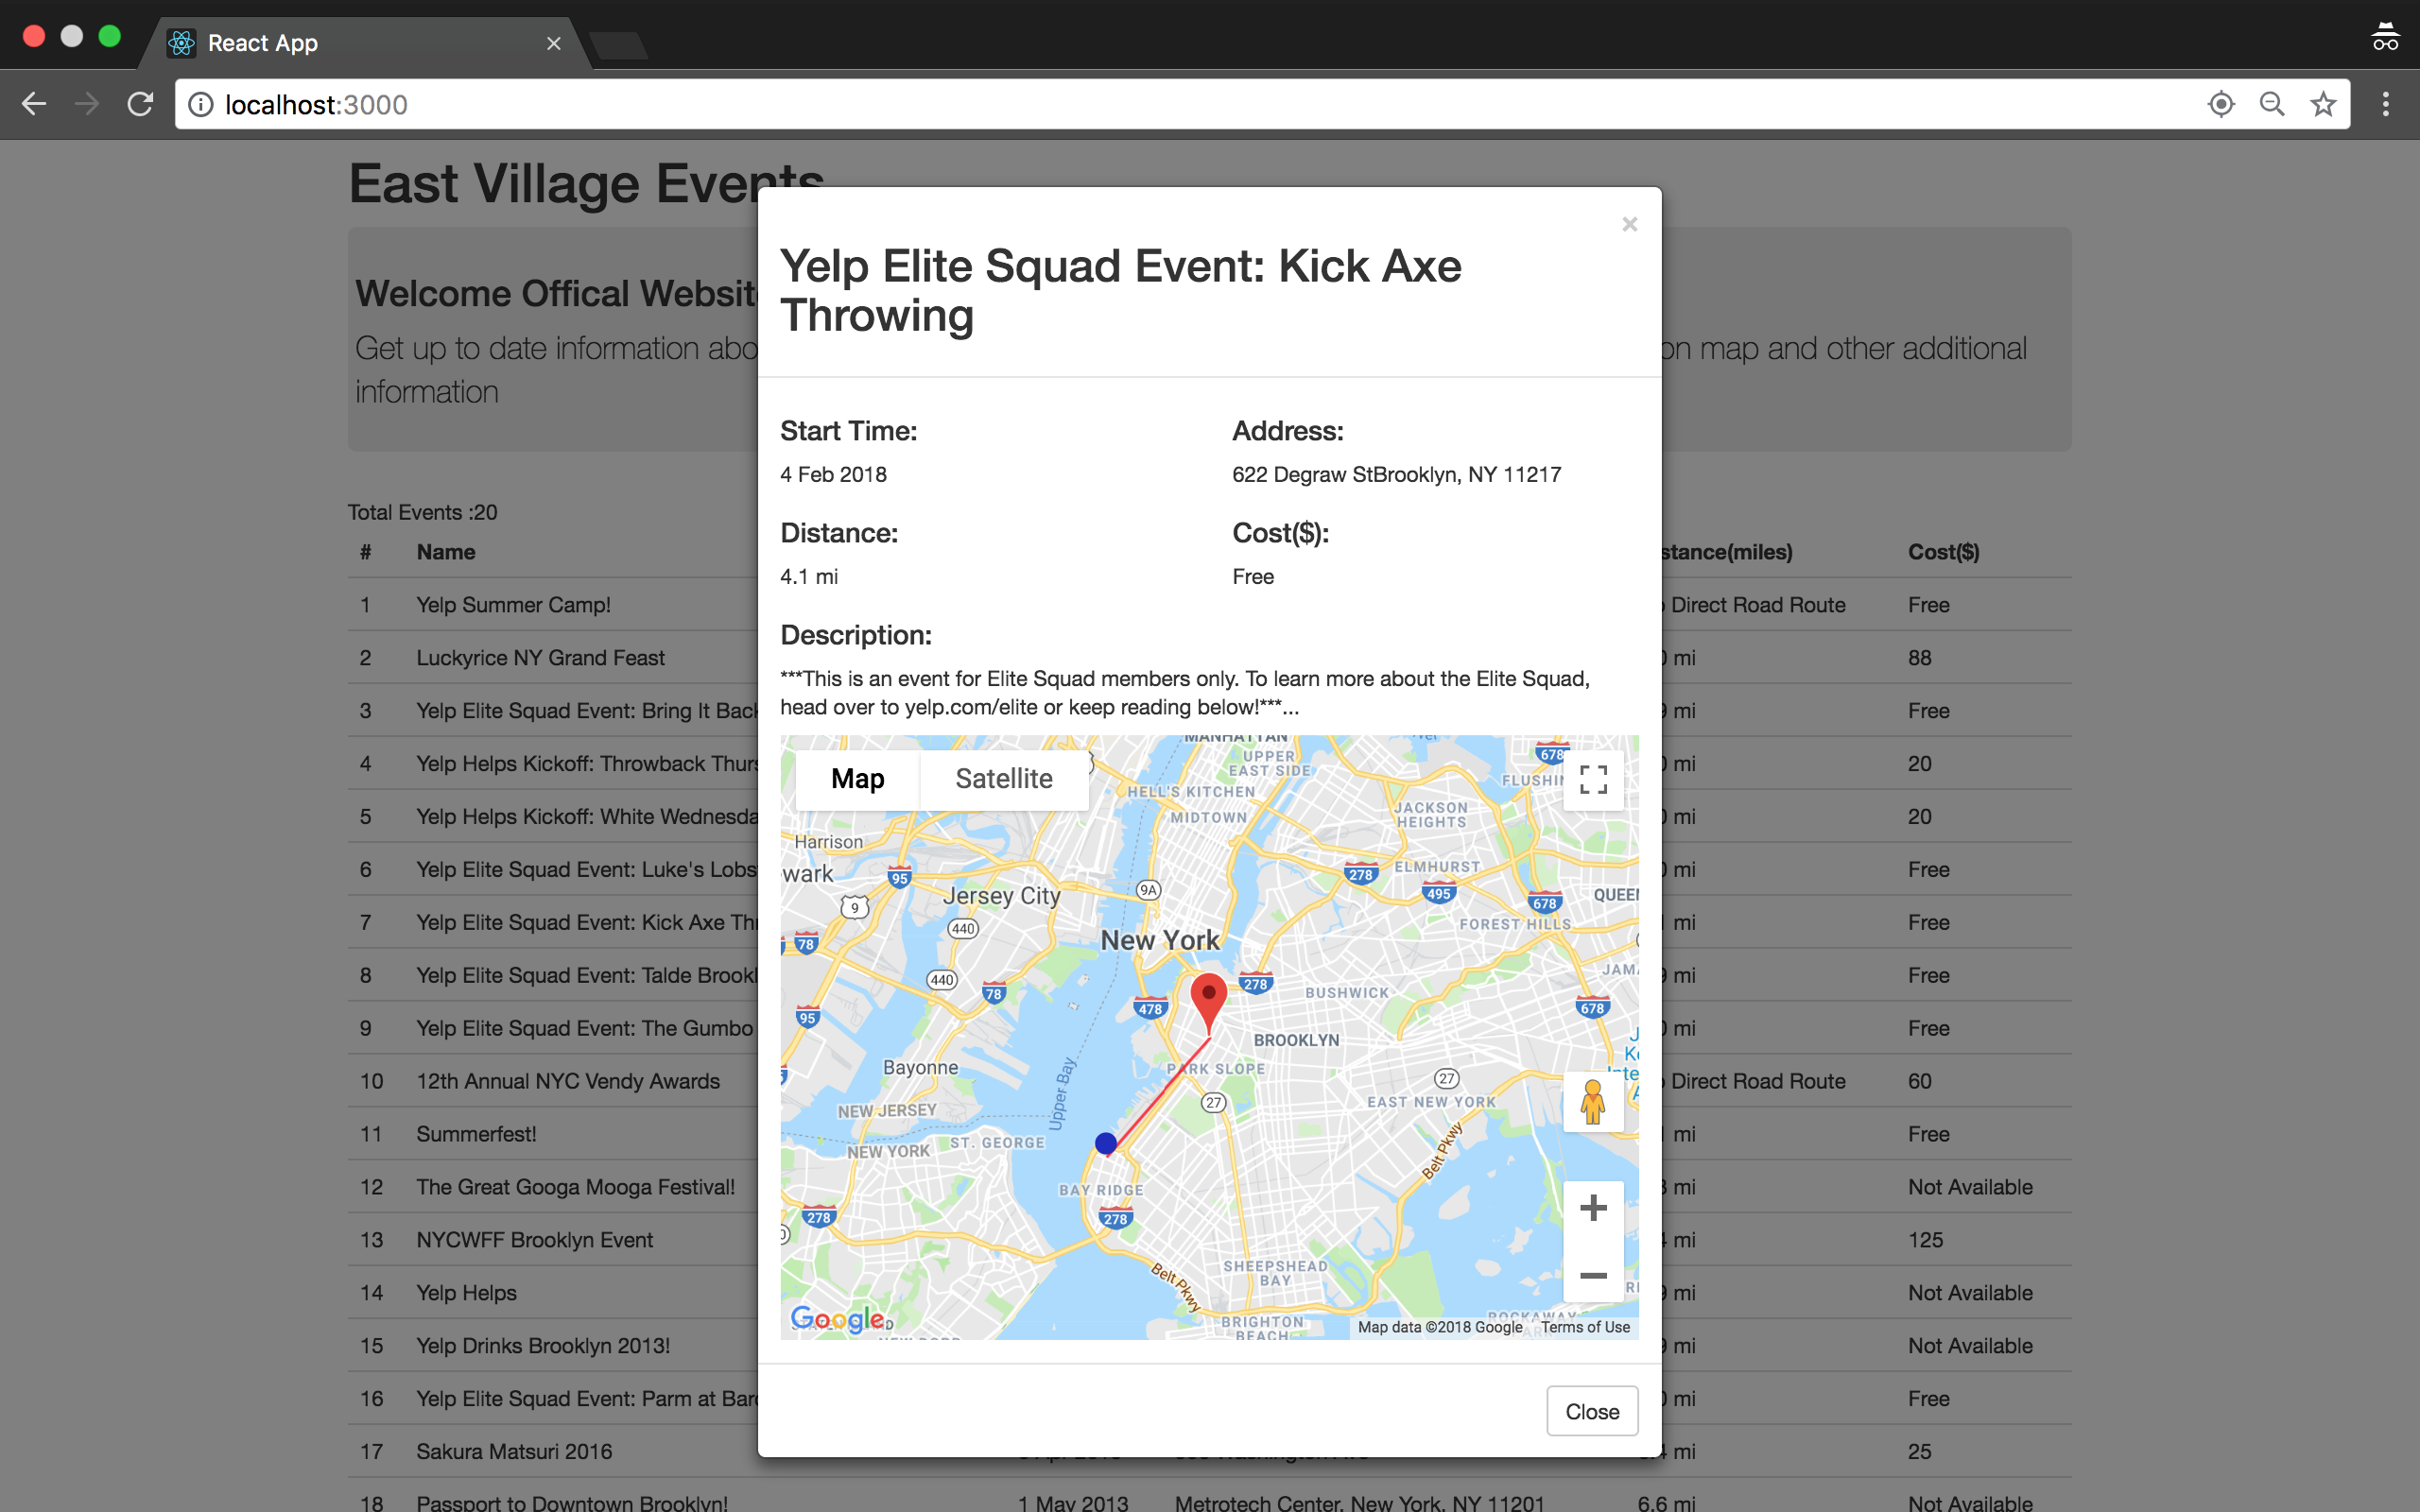 React App
localhost:3000
East Village Events
Welcome Offical
Get up to date information
on map and other additional
information
Yelp Elite Squad Event: Kick Axe
Throwing
Start Time:
Address:
4 Feb 2018
622 Degraw StBrooklyn, NY 11217
Distance:
Cost($):
4.1 mi
Free
Description:
***This is an event for Elite Squad members only. To learn more about the Elite Squad,
head over to yelp.com/elite or keep reading below!***...
Map
Satellite
MANHATTAN
UPPER
EAST SIDE
HELL'S KITCHEN
MIDTOWN
JACKSON
HEIGHTS
Harrison
ELMHURST
Jersey City
New York
FOREST HILLS
BUSHWICK
BROOKLYN
Bayonne
PARK SLOPE
NEW JERSEY
NEW YORK
ST. GEORGE
Upper Bay
EAST NEW YORK
BAY RIDGE
Belt Pkwy
Belt Pkwy
SHEEPSHEAD
BAY
BRIGHTON
BEACH
678
278
495
678
678
95
9
9A
440
78
440
78
95
478
278
27
27
278
278
Google
Map data ©2018 Google
Terms of Use
Close
Total Events :20
# Name Cost($)
1 Yelp Summer Camp! Direct Road Route Free
2 Luckyrice NY Grand Feast mi 88
3 Yelp Elite Squad Event: Bring It mi Free
4 Yelp Helps Kickoff: Throwback mi 20
5 Yelp Helps Kickoff: White mi 20
6 Yelp Elite Squad Event: Luke's mi Free
7 Yelp Elite Squad Event: Kick Axe mi Free
8 Yelp Elite Squad Event: Talde mi Free
9 Yelp Elite Squad Event: The Gumbo mi Free
10 12th Annual NYC Vendy Awards Direct Road Route 60
11 Summerfest! mi Free
12 The Great Googa Mooga Festival! mi Not Available
13 NYCWFF Brooklyn Event mi 125
14 Yelp Helps mi Not Available
15 Yelp Drinks Brooklyn 2013! mi Not Available
16 Yelp Elite Squad Event: Parm at mi Free
17 Sakura Matsuri 2016 mi 25
18 Passport to Downtown Brooklyn! 1 May 2013 Metrotech Center, New York, NY 11201 6.6 mi Not Available